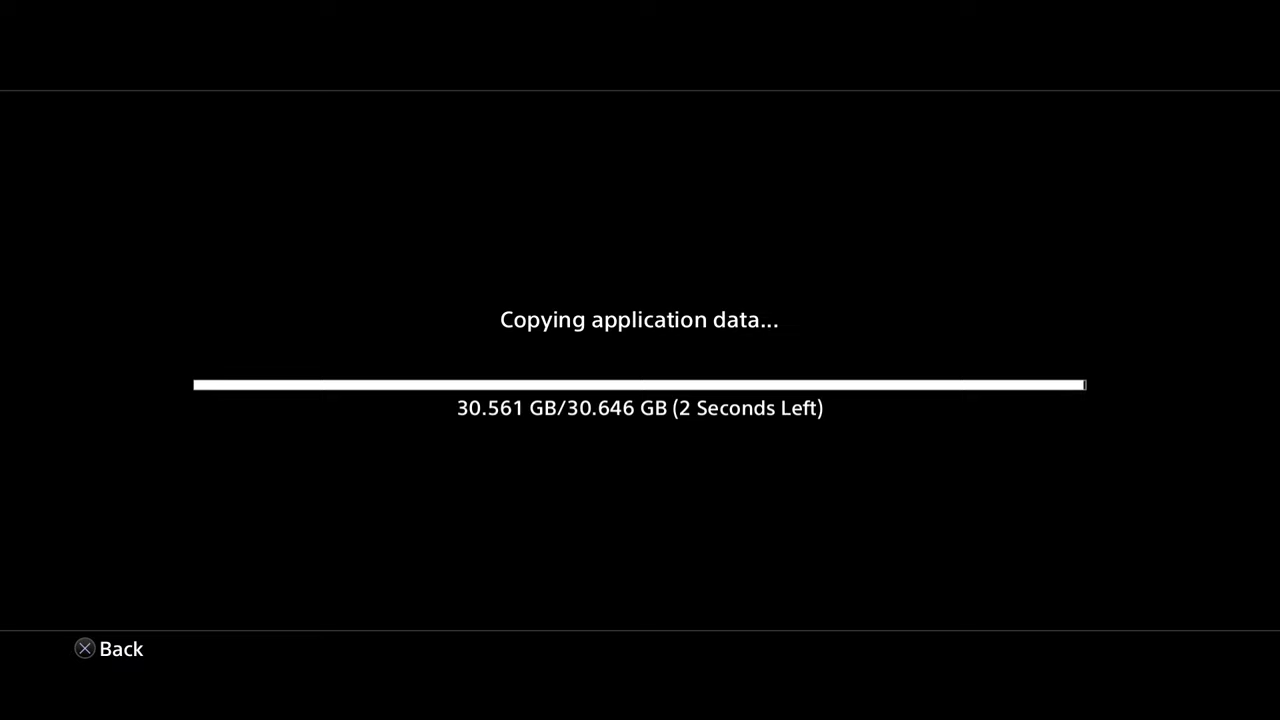 Copying application data...
30.561 GB/30.646 GB (2 Seconds Left)
Back